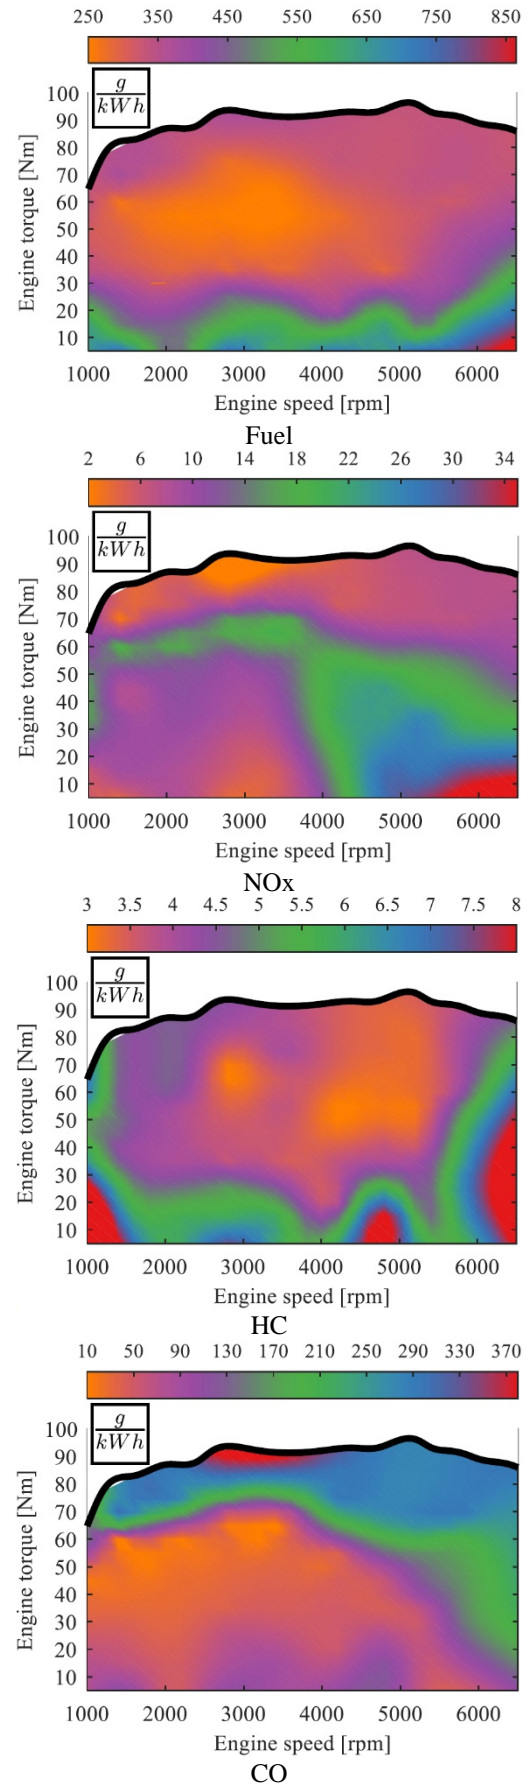 250 350 450 550 650 750 850
g
kWh
100
90
80
70
60
50
40
30
20
10
Engine torque [Nm]
1000 2000 3000 4000 5000 6000
Engine speed [rpm]
Fuel
2 6 10 14 18 22 26 30 34
g
kWh
100
90
80
70
60
50
40
30
20
10
Engine torque [Nm]
1000 2000 3000 4000 5000 6000
Engine speed [rpm]
NOx
3 3.5 4 4.5 5 5.5 6 6.5 7 7.5 8
g
kWh
100
90
80
70
60
50
40
30
20
10
Engine torque [Nm]
1000 2000 3000 4000 5000 6000
Engine speed [rpm]
HC
10 50 90 130 170 210 250 290 330 370
g
kWh
100
90
80
70
60
50
40
30
20
10
Engine torque [Nm]
1000 2000 3000 4000 5000 6000
Engine speed [rpm]
CO